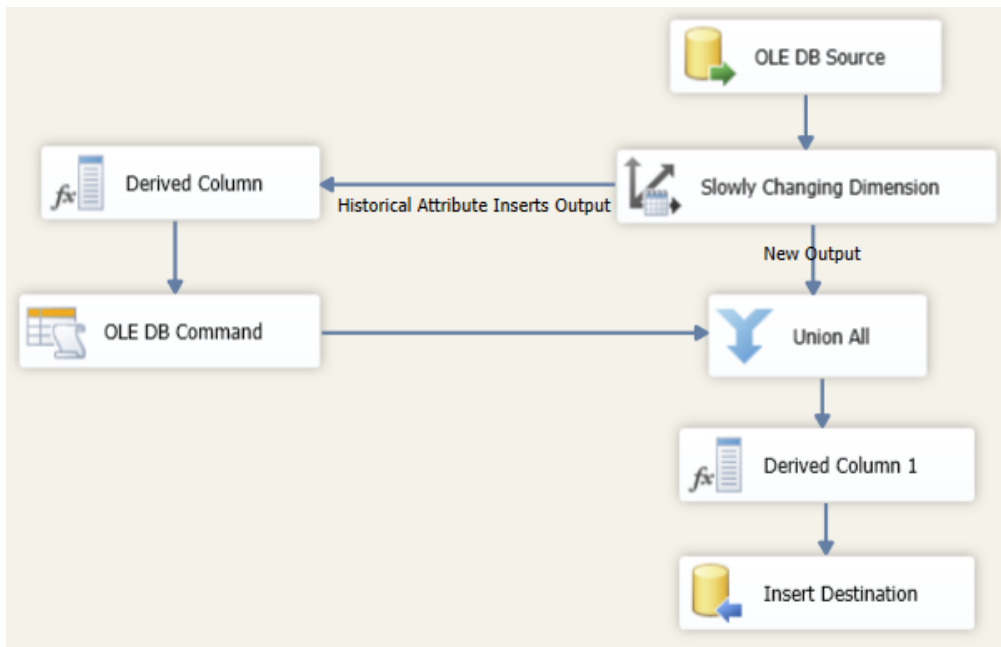 OLE DB Source
Derived Column
Slowly Changing Dimension
Historical Attribute Inserts Output
New Output
OLE DB Command
Union All
Derived Column 1
Insert Destination